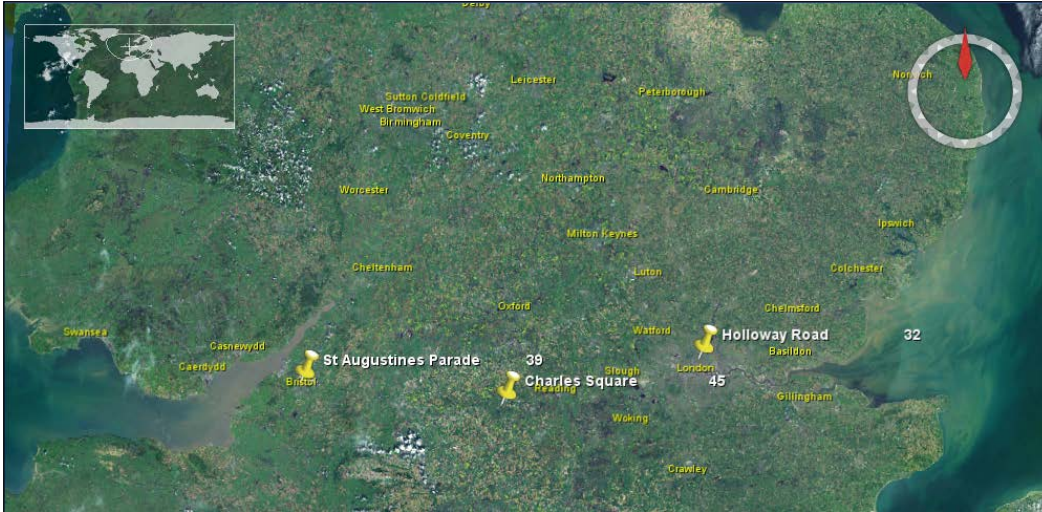 Derby
Leicester
Norwich
Sutton Coldfield
Peterborough
West Bromwich
Birmingham
Coventry
Worcester
Northampton
Cambridge
Ipswich
Milton Keynes
Cheltenham
Luton
Colchester
Oxford
Chelmsford
Swansea
Watford
Holloway Road 32
Casnewydd
Basildon
St Augustines Parade 39
Caerdydd
Slough
London
Bristol
Charles Square 45
Reading
Gillingham
Woking
Crawley